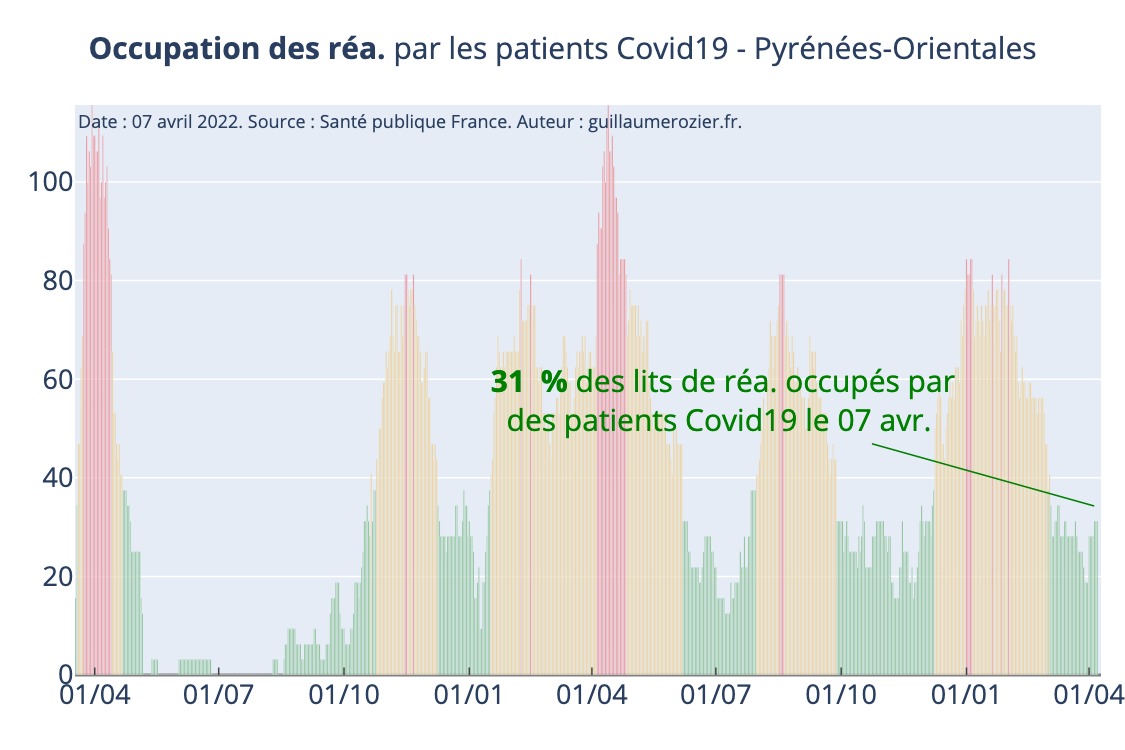 Occupation des réa. par les patients Covid19 - Pyrénées-Orientales
Date : 07 avril 2022. Source : Santé publique France. Auteur : guillaumerozier.fr.
100
80
60
40
20
0
31 % des lits de réa. occupés par
des patients Covid19 le 07 avr.
01/04 01/07 01/10 01/01 01/04 01/07 01/10 01/01 01/04